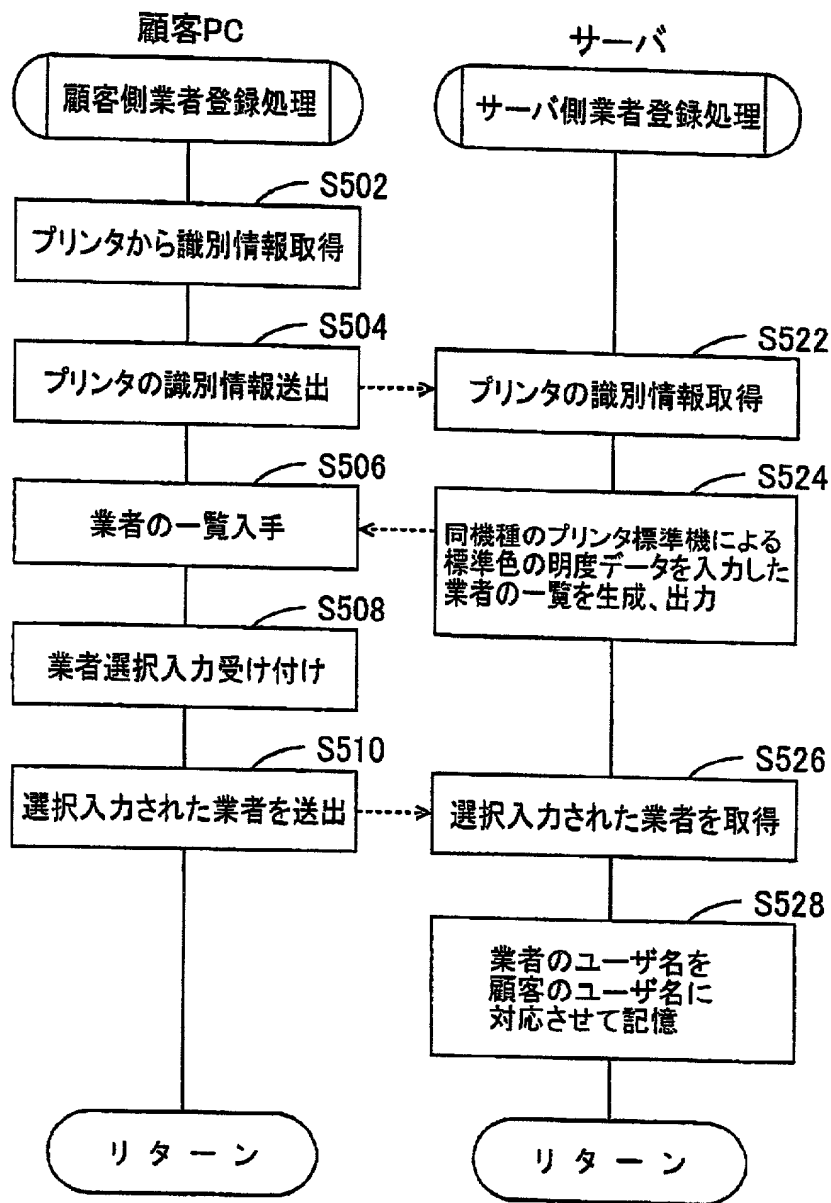 顧客PC
顧客側業者登録処理
S502
プリンタから識別情報取得
S504
プリンタの識別情報送出
S506
業者の一覧入手
S508
業者選択入力受け付け
S510
選択入力された業者を送出
リターン
サーバ
サーバ側業者登録処理
S522
プリンタの識別情報取得
S524
同機種のプリンタ標準機による
標準色の明度データを入力した
業者の一覧を生成、出力
S526
選択入力された業者を取得
S528
業者のユーザ名を
顧客のユーザ名に
対応させて記憶
リターン